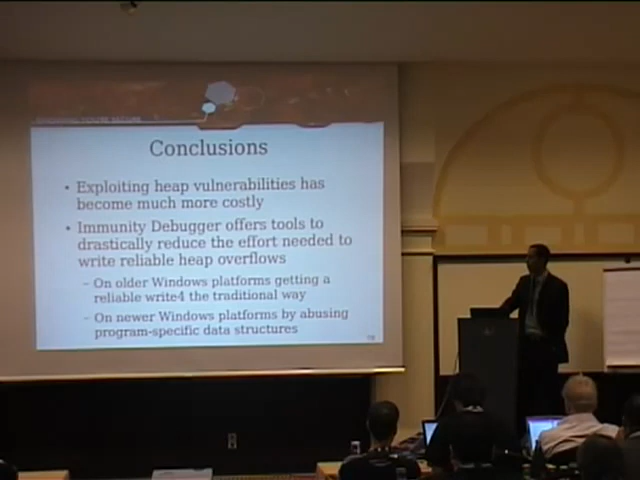 Conclusions
• Exploiting heap vulnerabilities has
become much more costly
• Immunity Debugger offers tools to
drastically reduce the effort needed to
write reliable heap overflows
– On older Windows platforms getting a
reliable write4 the traditional way
– On newer Windows platforms by abusing
program-specific data structures